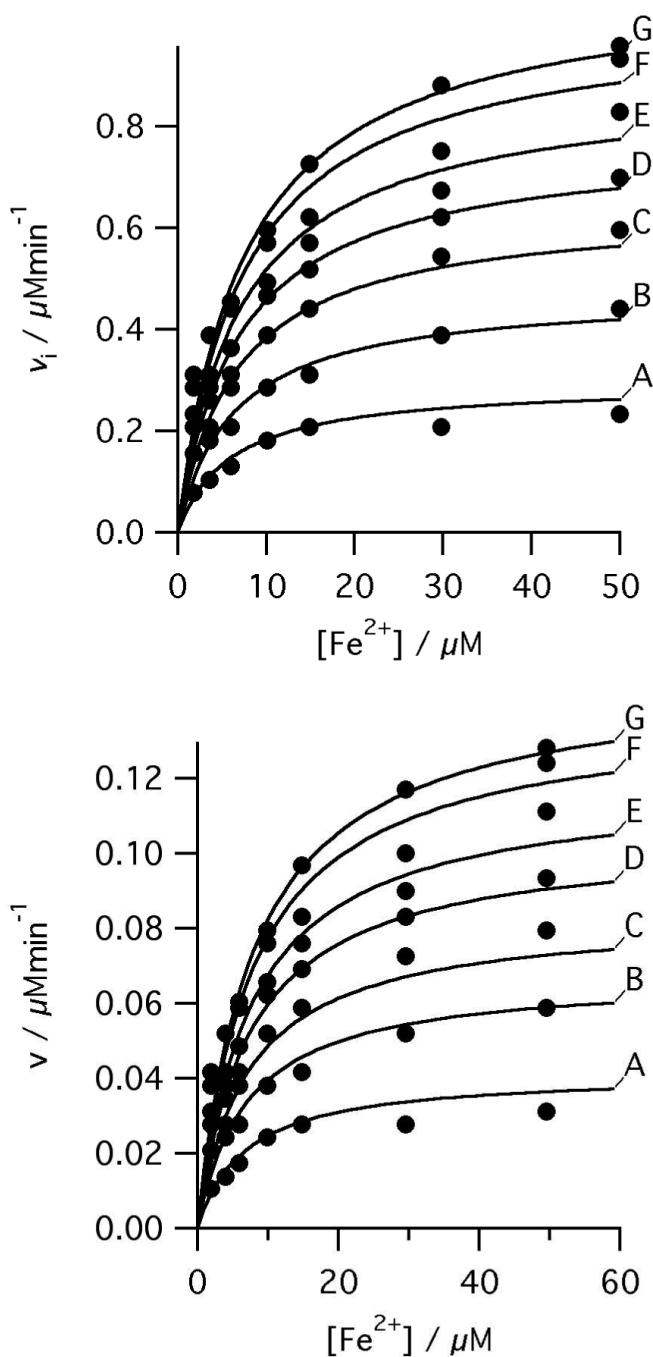 G
F
E
D
C
B
A
0.8
0.6
0.4
0.2
0.0
v_i / µMmin⁻¹
0 10 20 30 40 50
[Fe²⁺] / µM
G
F
E
D
C
B
A
0.12
0.10
0.08
0.06
0.04
0.02
0.00
v / µMmin⁻¹
0 20 40 60
[Fe²⁺] / µM